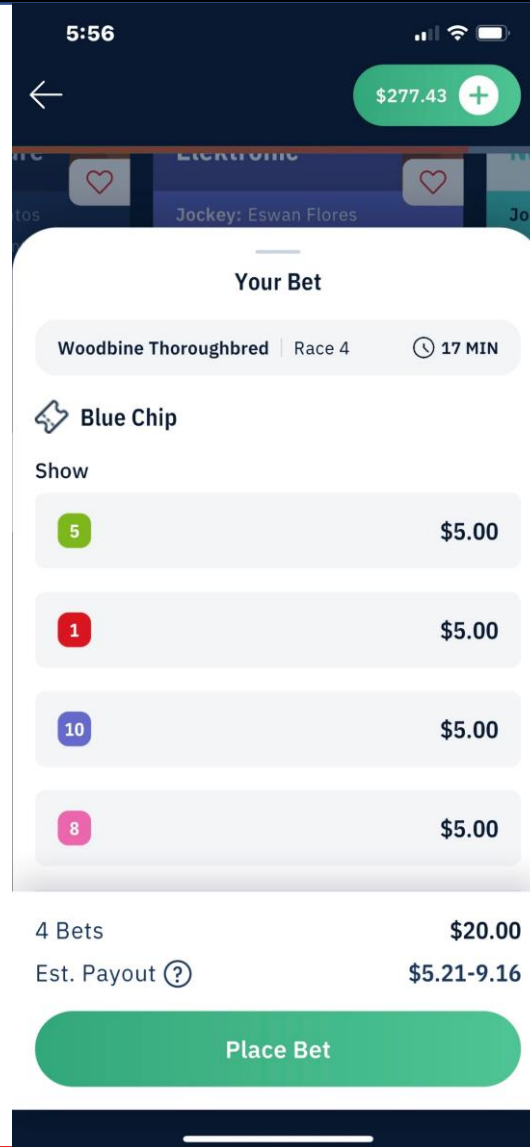 5:56
$277.43 +
Elektronic
tos Jockey: Eswan Flores Jo
Your Bet
Woodbine Thoroughbred | Race 4 17 MIN
Blue Chip
Show
5 $5.00
1 $5.00
10 $5.00
8 $5.00
4 Bets $20.00
Est. Payout ? $5.21-9.16
Place Bet